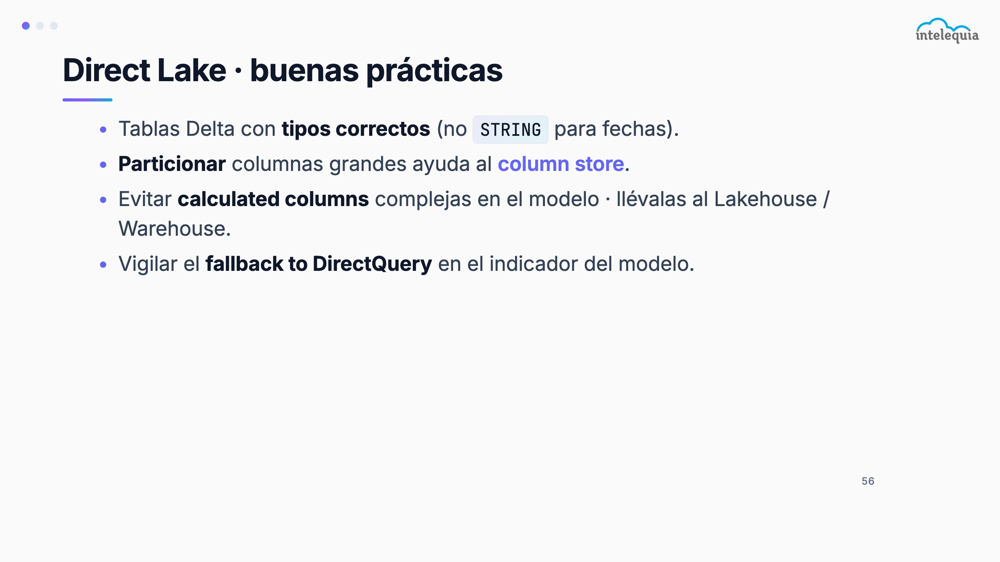 intelequia
Direct Lake · buenas prácticas
• Tablas Delta con tipos correctos (no STRING para fechas).
• Particionar columnas grandes ayuda al column store.
• Evitar calculated columns complejas en el modelo · llévalas al Lakehouse /
Warehouse.
• Vigilar el fallback to DirectQuery en el indicador del modelo.
56